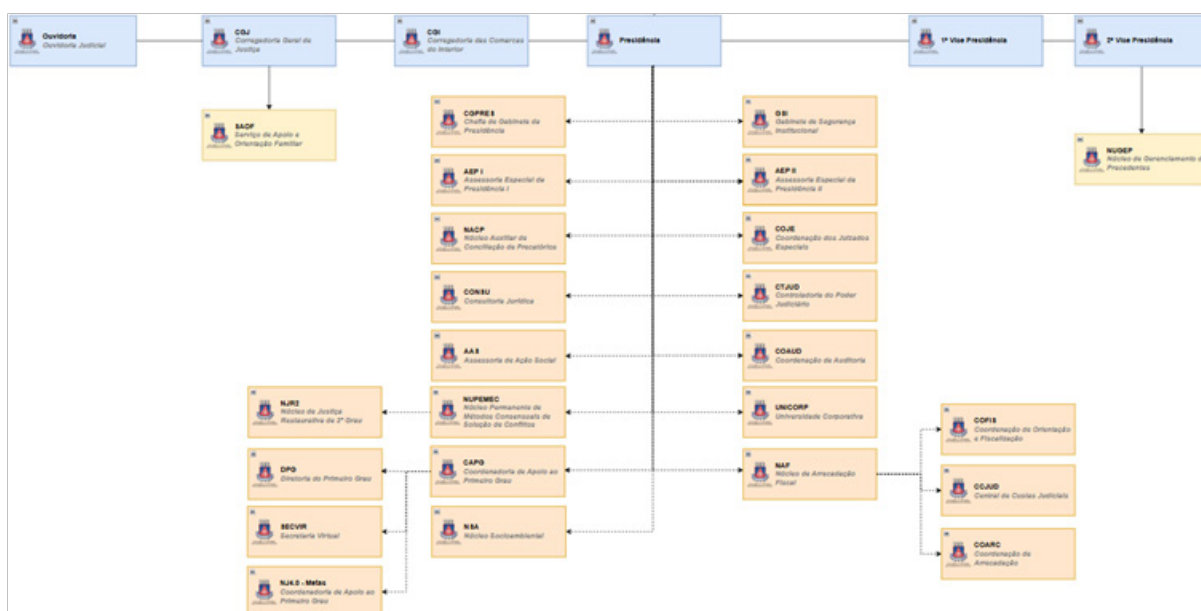 Ouvidoria
Ouvidoria Judicial
CGJ
Corregedoria Geral da
Justiça
CGI
Corregedoria das Comarcas
do Interior
Presidência
1ª Vice Presidência
2ª Vice Presidência
SAOF
Serviço de Apoio e
Orientação Familiar
CGPRES
Chefia de Gabinete da
Presidência
GSI
Gabinete de Segurança
Institucional
NUGEP
Núcleo de Gerenciamento de
Precedentes
AEP I
Assessoria Especial da
Presidência I
AEP II
Assessoria Especial da
Presidência II
NACP
Núcleo Auxiliar de
Conciliação de Precatórios
COJE
Coordenação dos Juizados
Especiais
CONSU
Consultoria Jurídica
CTJUD
Controladoria do Poder
Judiciário
AAS
Assessoria de Ação Social
COAUD
Coordenação de Auditoria
NJR2
Núcleo de Justiça
Restaurativa de 2º Grau
NUPEMEC
Núcleo Permanente de
Métodos Consensuais de
Solução de Conflitos
UNICORP
Universidade Corporativa
COFIS
Coordenação de Orientação
e Fiscalização
DPG
Diretoria do Primeiro Grau
CAPG
Coordenadoria de Apoio ao
Primeiro Grau
NAF
Núcleo de Arrecadação
Fiscal
CCJUD
Central de Custas Judiciais
SECVIR
Secretaria Virtual
NSA
Núcleo Socioambiental
COARC
Coordenação de
Arrecadação
NJ4.0 - Metas
Coordenadoria de Apoio ao
Primeiro Grau